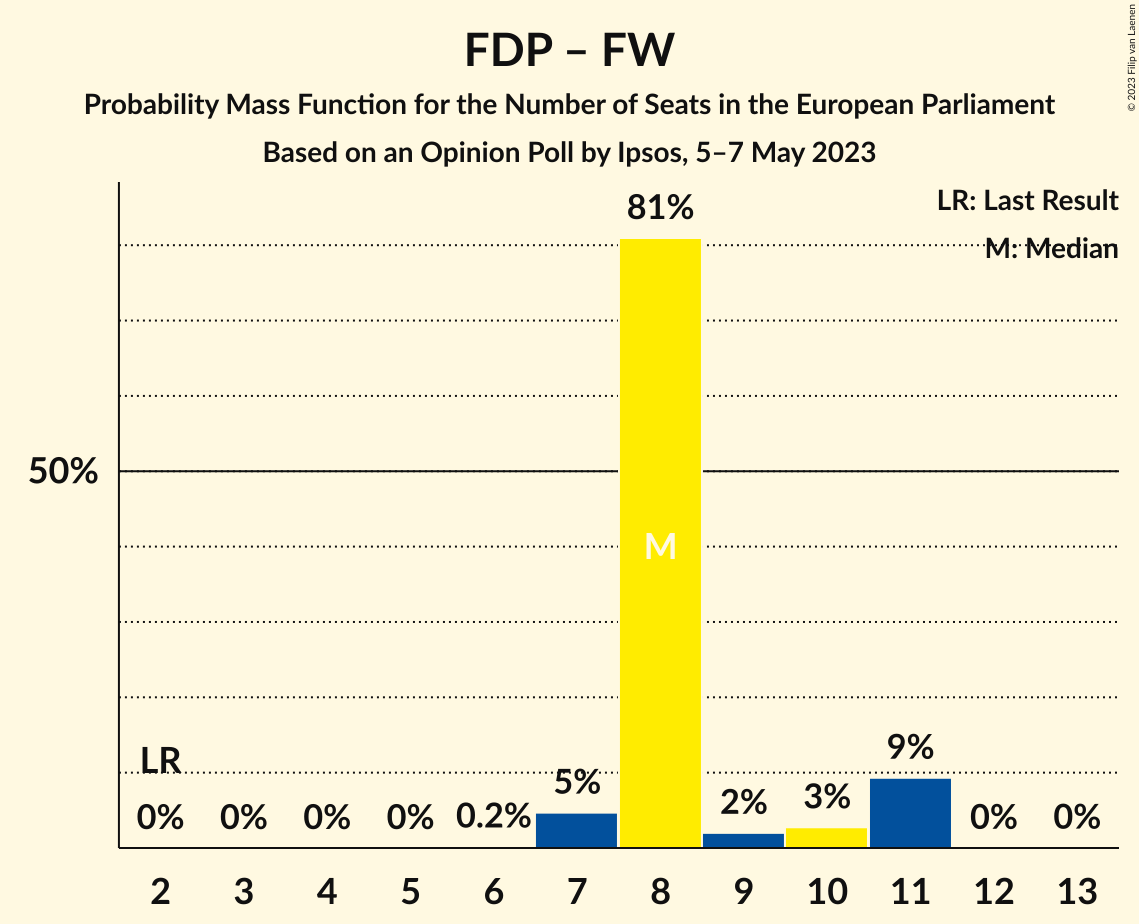 FDP – FW
Probability Mass Function for the Number of Seats in the European Parliament
Based on an Opinion Poll by Ipsos, 5–7 May 2023
© 2023 Filip van Laenen
LR: Last Result
M: Median
81%
50%
M
LR
0% 0% 0% 0% 0.2% 5% 2% 3% 9% 0% 0%
2 3 4 5 6 7 8 9 10 11 12 13